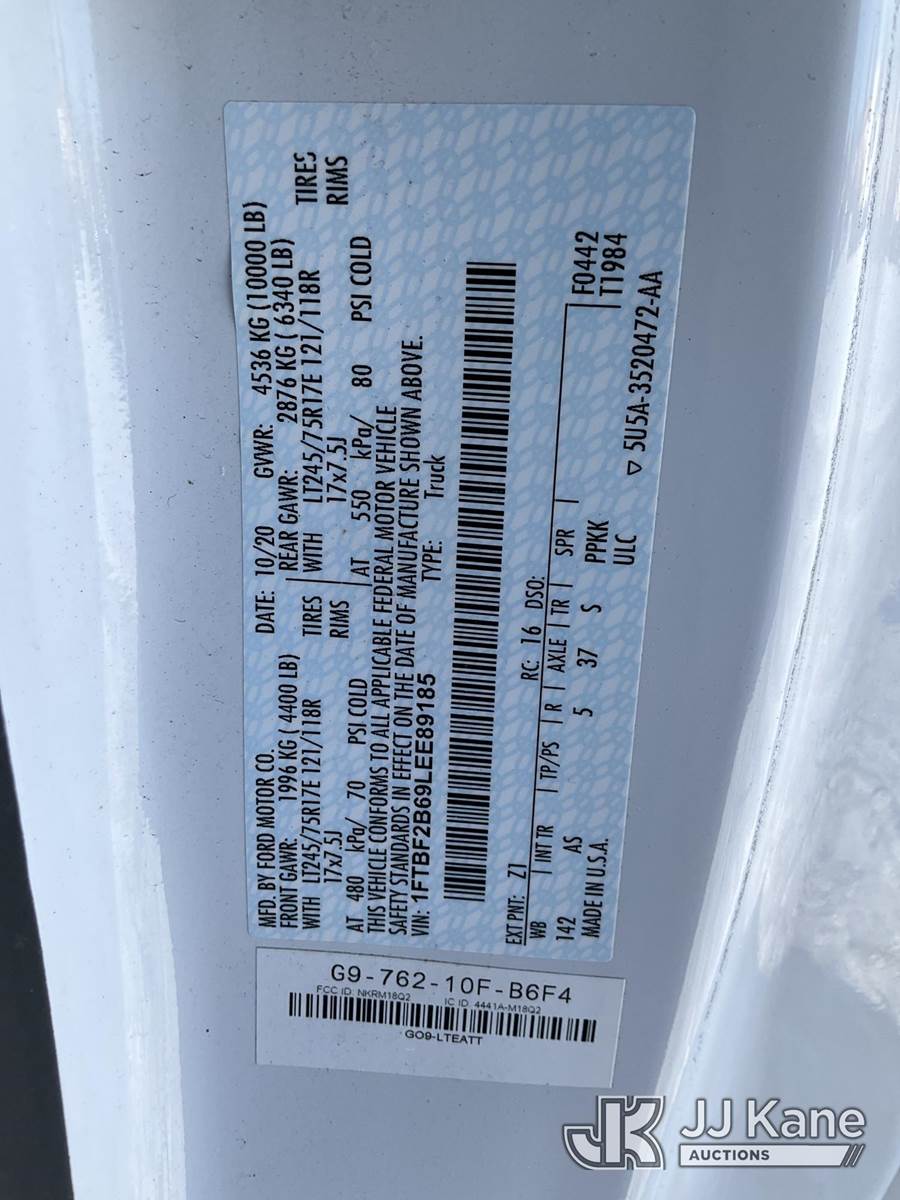 MFD. BY FORD MOTOR CO. DATE: 10/20 GVWR: 4536 KG (10000 LB)
FRONT GAWR: 1996 KG ( 4400 LB) REAR GAWR: 2876 KG ( 6340 LB)
WITH LT245/75R17E 121/118R TIRES WITH LT245/75R17E 121/118R TIRES
17x7.5J RIMS 17x7.5J RIMS
AT 480 kPa/ 70 PSI COLD AT 550 kPa/ 80 PSI COLD
THIS VEHICLE CONFORMS TO ALL APPLICABLE FEDERAL MOTOR VEHICLE
SAFETY STANDARDS IN EFFECT ON THE DATE OF MANUFACTURE SHOWN ABOVE.
VIN: 1FTBF2B69LEE89185 TYPE: Truck
EXT PNT: Z1 RC: 16 DSO: F0442
WB INT TR TP/PS R AXLE TR SPR T1984
142 AS 5 37 S PPKK
MADE IN U.S.A. ULC ▽ 5U5A-3520472-AA
G9-762-10F-B6F4
FCC ID: NKRM18Q2 IC ID: 4441A-M18Q2
GO9-LTEATT
JK JJ Kane
AUCTIONS